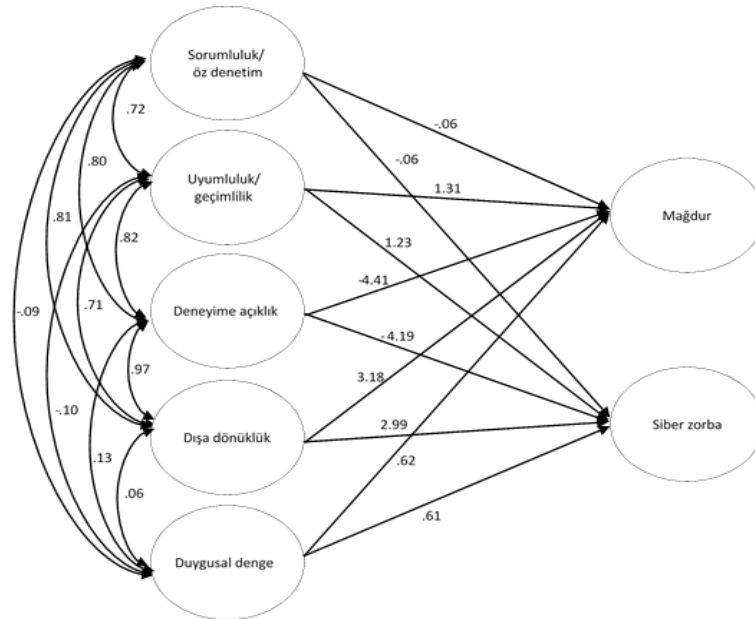 Sorumluluk/
öz denetim
Uyumluluk/
geçimlilik
Deneyime açıklık
Dışa dönüklük
Duygusal denge
Mağdur
Siber zorba
.72
.80
.81
.82
-.09
.71
.97
-.10
.13
.06
-.06
-.06
1.31
1.23
-4.41
-4.19
3.18
2.99
.62
.61